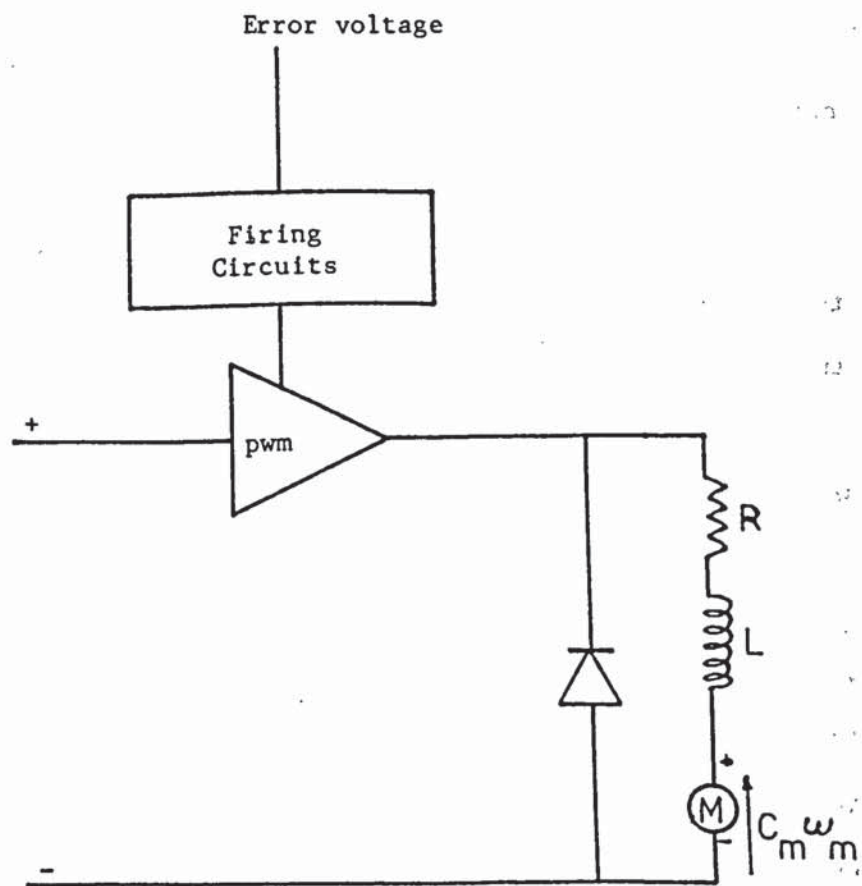 Error voltage
Firing
Circuits
+
pwm
R
L
+
M
-
C_m ω_m
-